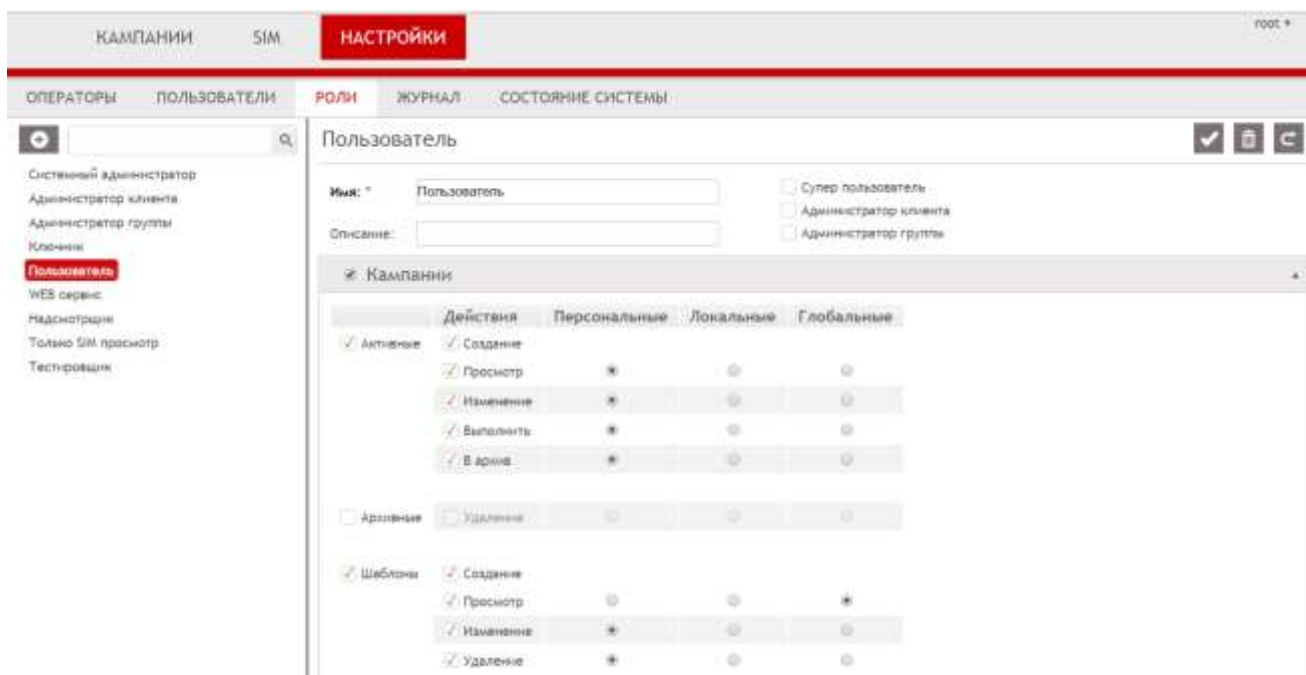 КАМПАНИИ SIM НАСТРОЙКИ root
ОПЕРАТОРЫ ПОЛЬЗОВАТЕЛИ РОЛИ ЖУРНАЛ СОСТОЯНИЕ СИСТЕМЫ
Пользователь
Системный администратор
Администратор клиента
Администратор группы
Ключник
Пользователь
WEB сервис
Надсмотрщик
Только SIM просмотр
Тестировщик
Имя: * Пользователь
Описание:
Супер пользователь
Администратор клиента
Администратор группы
Кампании
Действия Персональные Локальные Глобальные
Активные Создание
Просмотр
Изменение
Выполнить
В архив
Архивные Удаление
Шаблоны Создание
Просмотр
Изменение
Удаление